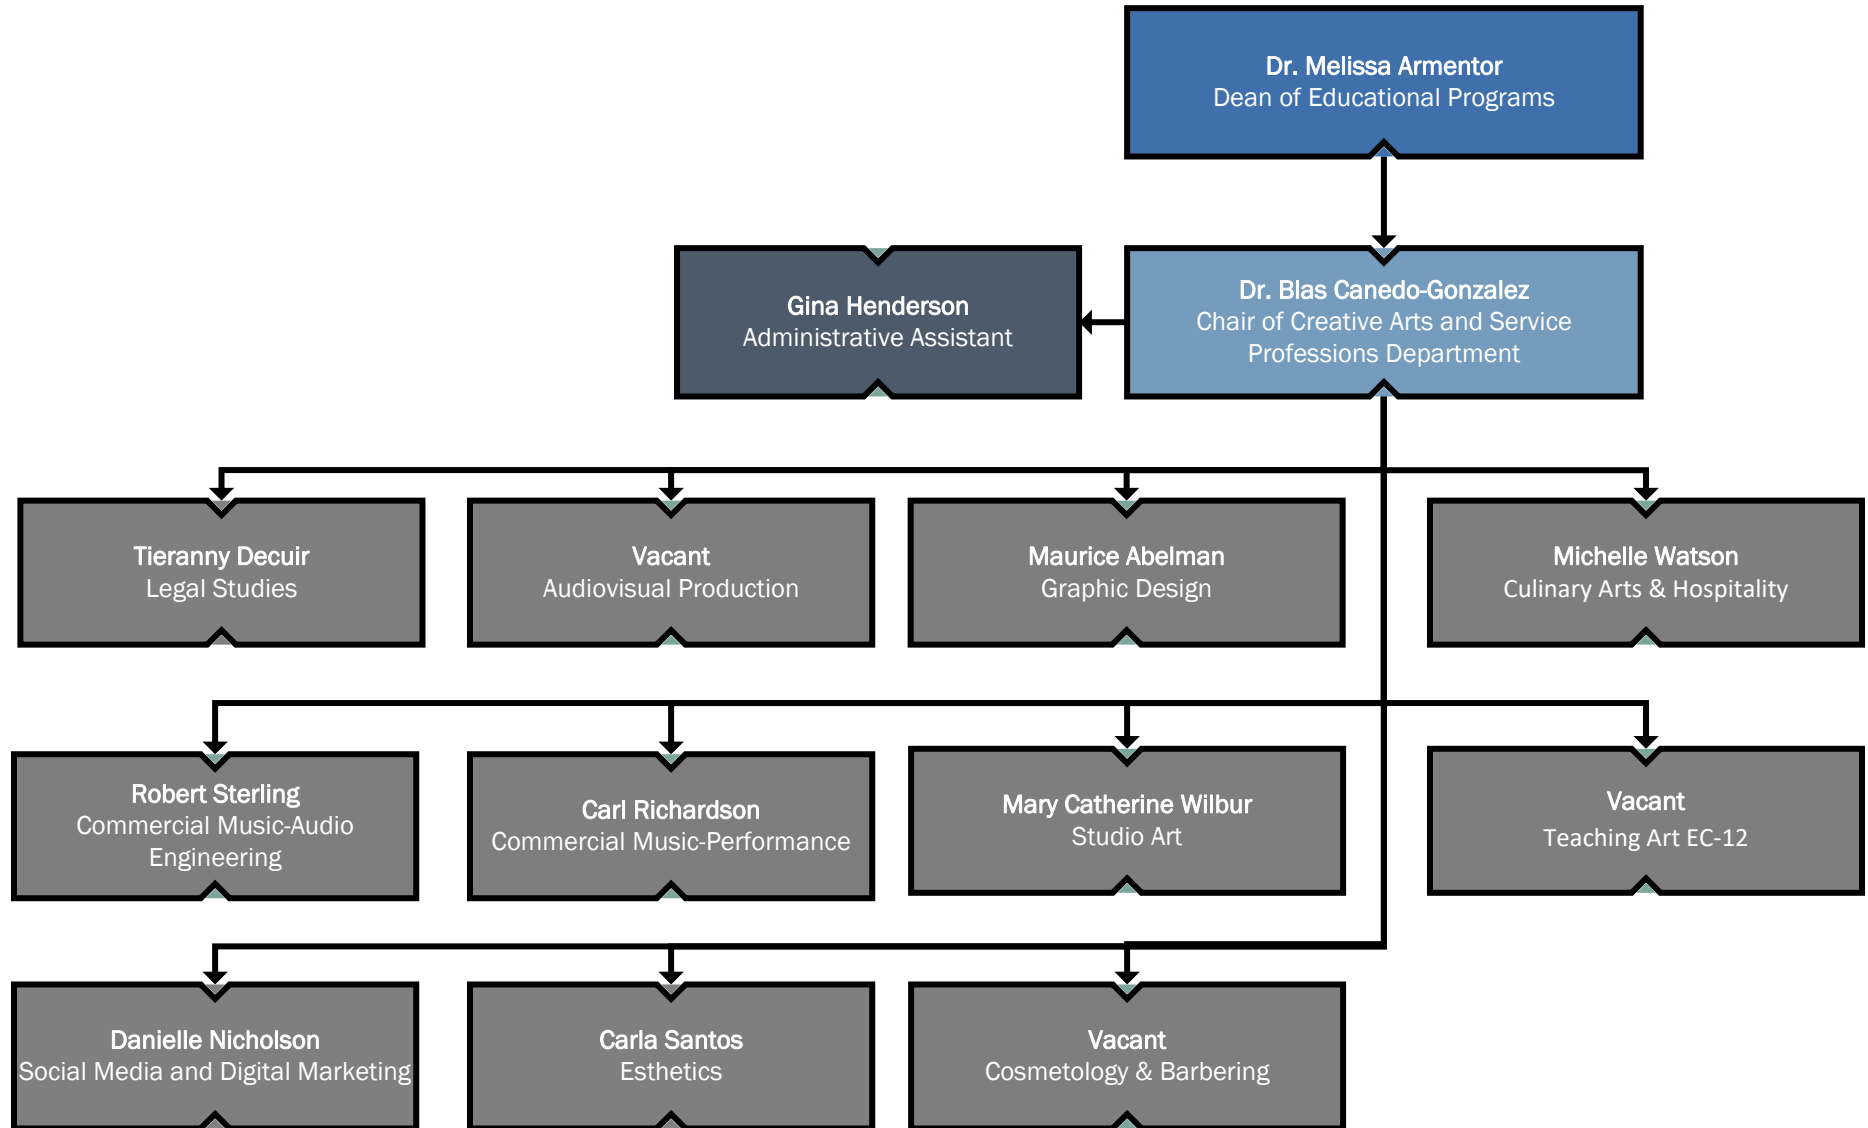 Dr. Melissa Armentor
Dean of Educational Programs
Gina Henderson
Administrative Assistant
Dr. Blas Canedo-Gonzalez
Chair of Creative Arts and Service
Professions Department
Tieranny Decuir
Legal Studies
Vacant
Audiovisual Production
Maurice Abelman
Graphic Design
Michelle Watson
Culinary Arts & Hospitality
Robert Sterling
Commercial Music-Audio
Engineering
Carl Richardson
Commercial Music-Performance
Mary Catherine Wilbur
Studio Art
Vacant
Teaching Art EC-12
Danielle Nicholson
Social Media and Digital Marketing
Carla Santos
Esthetics
Vacant
Cosmetology & Barbering